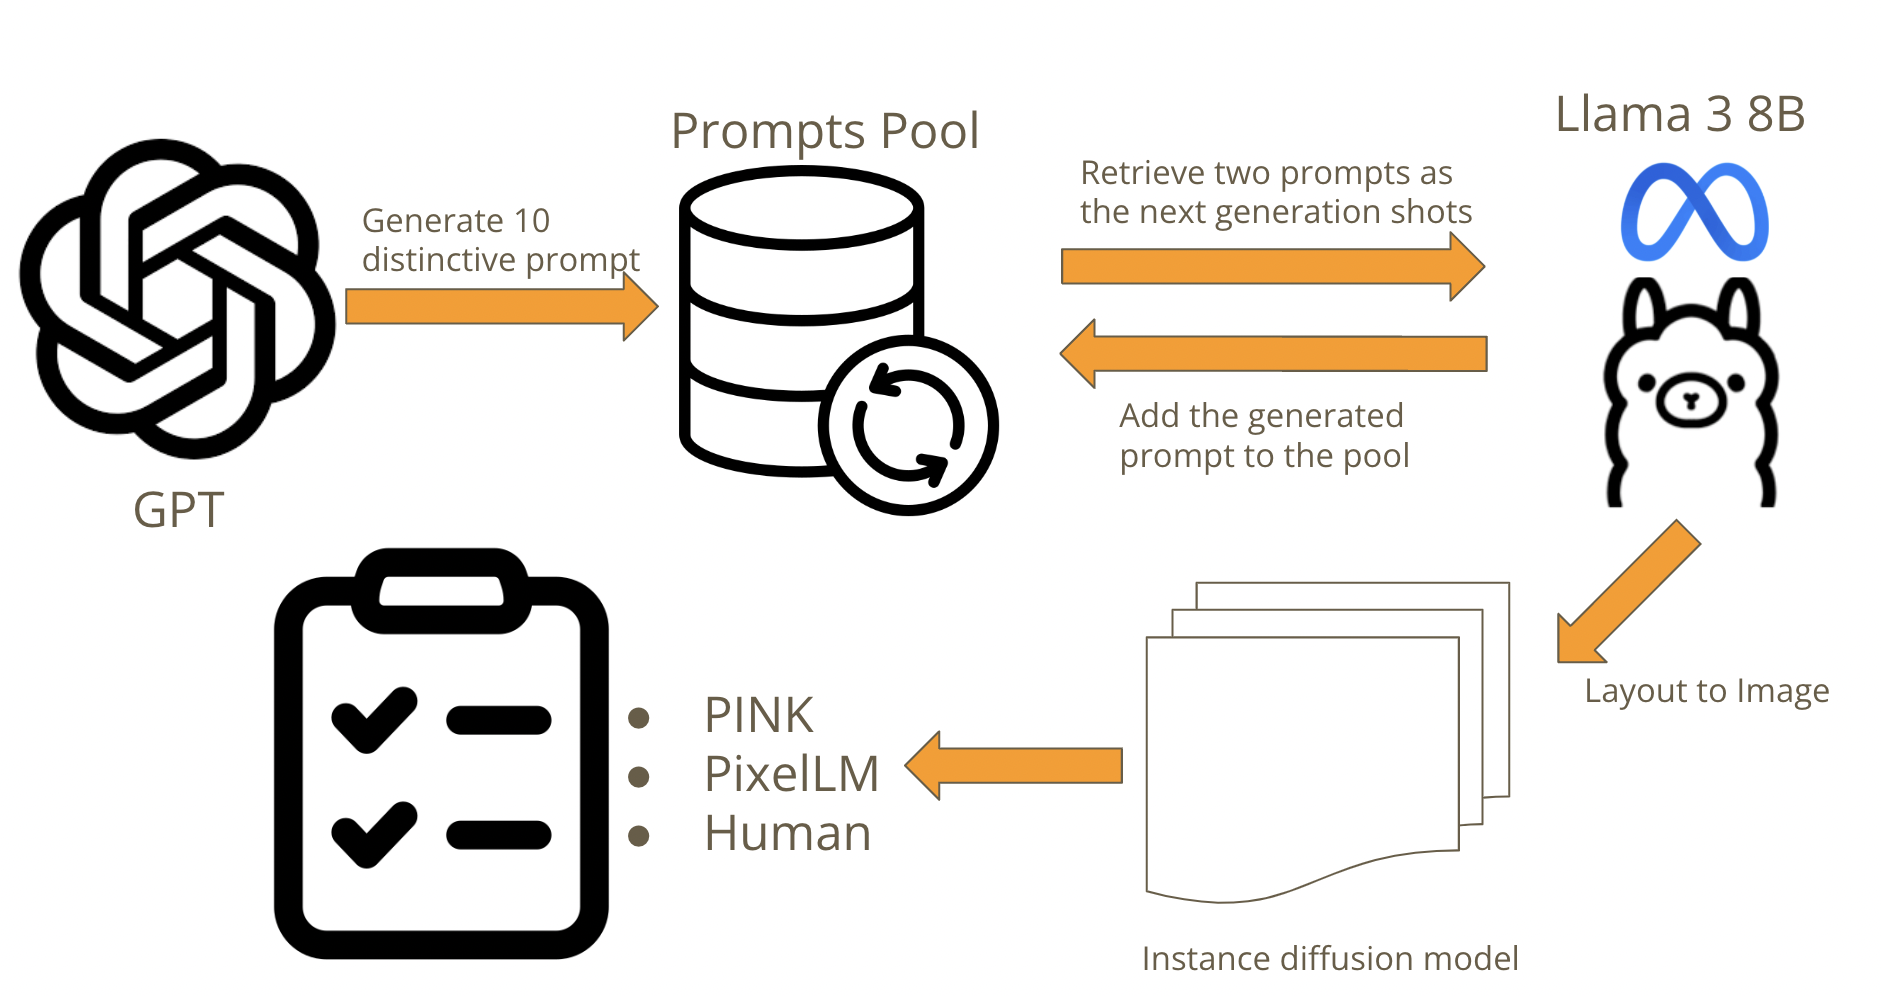 Llama 3 8B
Prompts Pool
Retrieve two prompts as
the next generation shots
Generate 10
distinctive prompt
Add the generated
prompt to the pool
GPT
Layout to Image
● PINK
● PixelLM
● Human
Instance diffusion model